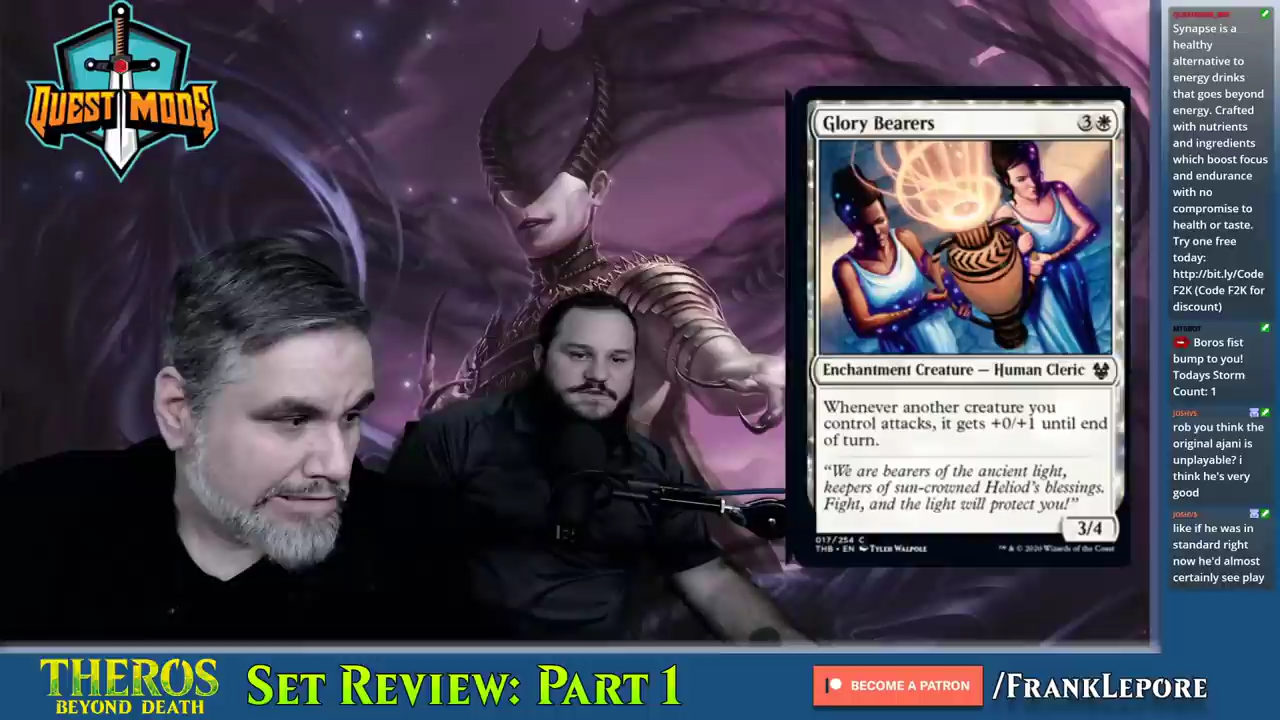 QUEST MODE
Glory Bearers 3
Enchantment Creature — Human Cleric
Whenever another creature you
control attacks, it gets +0/+1 until end
of turn.
“We are bearers of the ancient light,
keepers of sun-crowned Heliod's blessings.
Fight, and the light will protect you!”
3/4
017/254 C
THB • EN Tyler Walpole
™ & © 2020 Wizards of the Coast
Synapse is a
healthy
alternative to
energy drinks
that goes beyond
energy. Crafted
with nutrients
and ingredients
which boost focus
and endurance
with no
compromise to
health or taste.
Try one free
today:
http://bit.ly/Code
F2K (Code F2K for
discount)
Boros fist
bump to you!
Todays Storm
Count: 1
JOSHVS
rob you think the
original ajani is
unplayable? i
think he's very
good
JOSHVS
like if he was in
standard right
now he'd almost
certainly see play
THEROS
BEYOND DEATH
SET REVIEW: PART 1
BECOME A PATRON
/FRANKLEPORE